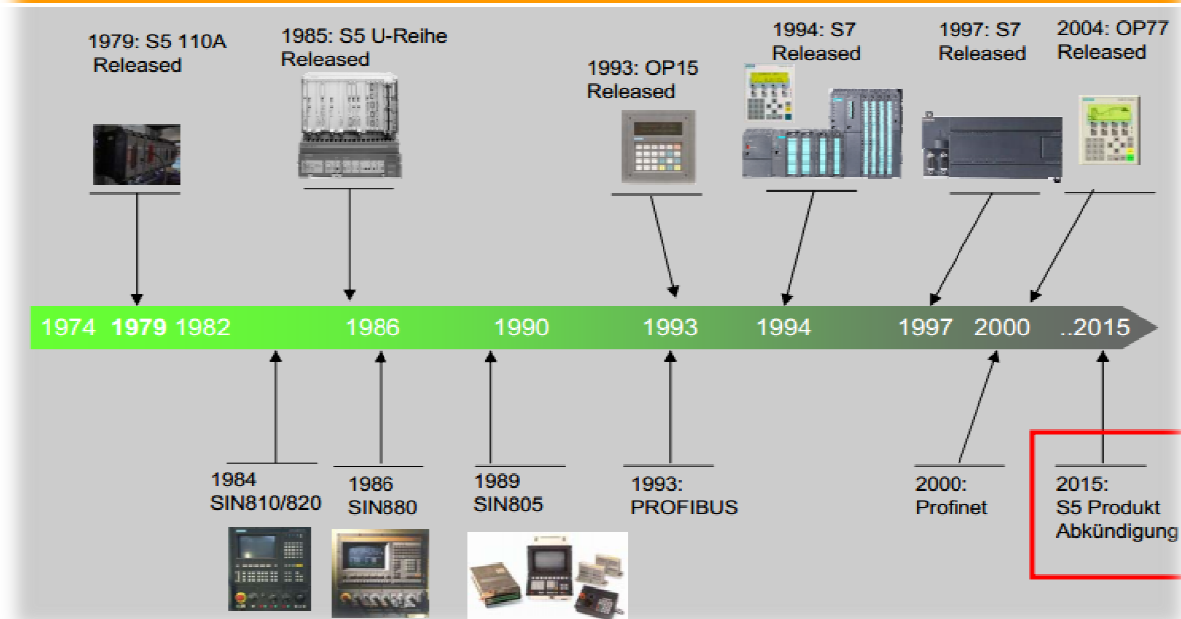 1979: S5 110A
Released
1985: S5 U-Reihe
Released
1993: OP15
Released
1994: S7
Released
1997: S7
Released
2004: OP77
Released
1974 1979 1982 1986 1990 1993 1994 1997 2000 ..2015
1984
SIN810/820
1986
SIN880
1989
SIN805
1993:
PROFIBUS
2000:
Profinet
2015:
S5 Produkt
Abkündigung